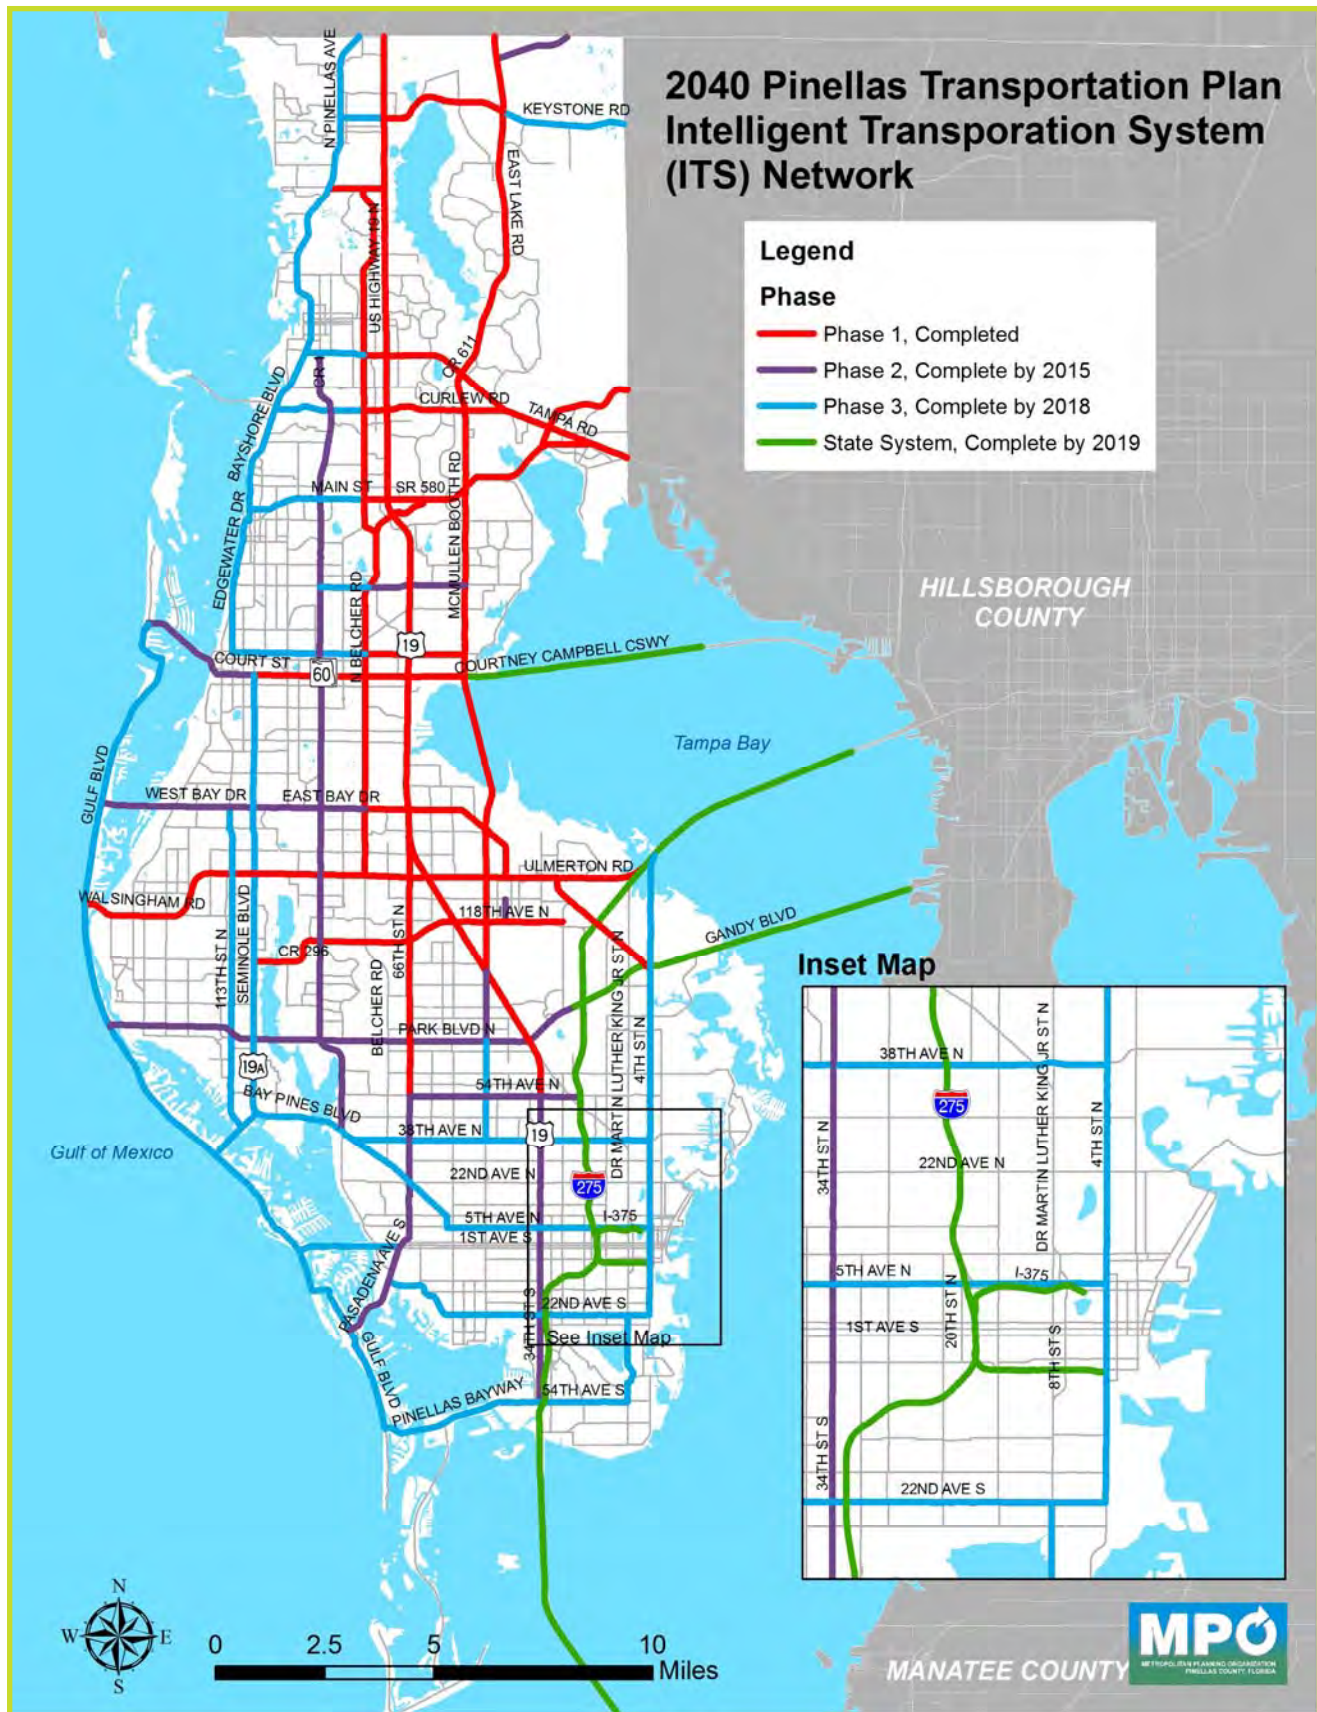 2040 Pinellas Transportation Plan
Intelligent Transporation System
(ITS) Network
Legend
Phase
Phase 1, Completed
Phase 2, Complete by 2015
Phase 3, Complete by 2018
State System, Complete by 2019
N PINELLAS AVE
KEYSTONE RD
EAST LAKE RD
US HIGHWAY 19 N
CR 611
CR 1
CURLEW RD
TAMPA RD
BAYSHORE BLVD
MAIN ST
SR 580
MCMULLEN BOOTH RD
EDGEWATER DR
N BELCHER RD
HILLSBOROUGH
COUNTY
19
COURT ST
60
COURTNEY CAMPBELL CSWY
Tampa Bay
GULF BLVD
WEST BAY DR
EAST BAY DR
ULMERTON RD
WALSINGHAM RD
118TH AVE N
GANDY BLVD
CR 296
113TH ST N
SEMINOLE BLVD
66TH ST N
BELCHER RD
DR MARTIN LUTHER KING JR ST N
4TH ST N
PARK BLVD N
19A
54TH AVE N
BAY PINES BLVD
38TH AVE N
19
Gulf of Mexico
22ND AVE N
275
5TH AVE N
I-375
1ST AVE S
PASADENA AVE S
34TH ST S
22ND AVE S
See Inset Map
GULF BLVD
PINELLAS BAYWAY
54TH AVE S
Inset Map
38TH AVE N
275
DR MARTIN LUTHER KING JR ST N
4TH ST N
34TH ST N
22ND AVE N
5TH AVE N
I-375
20TH ST N
1ST AVE S
8TH ST S
34TH ST S
22ND AVE S
N
W
E
S
0
2.5
5
10
Miles
MANATEE COUNTY
MPO
METROPOLITAN PLANNING ORGANIZATION
PINELLAS COUNTY, FLORIDA